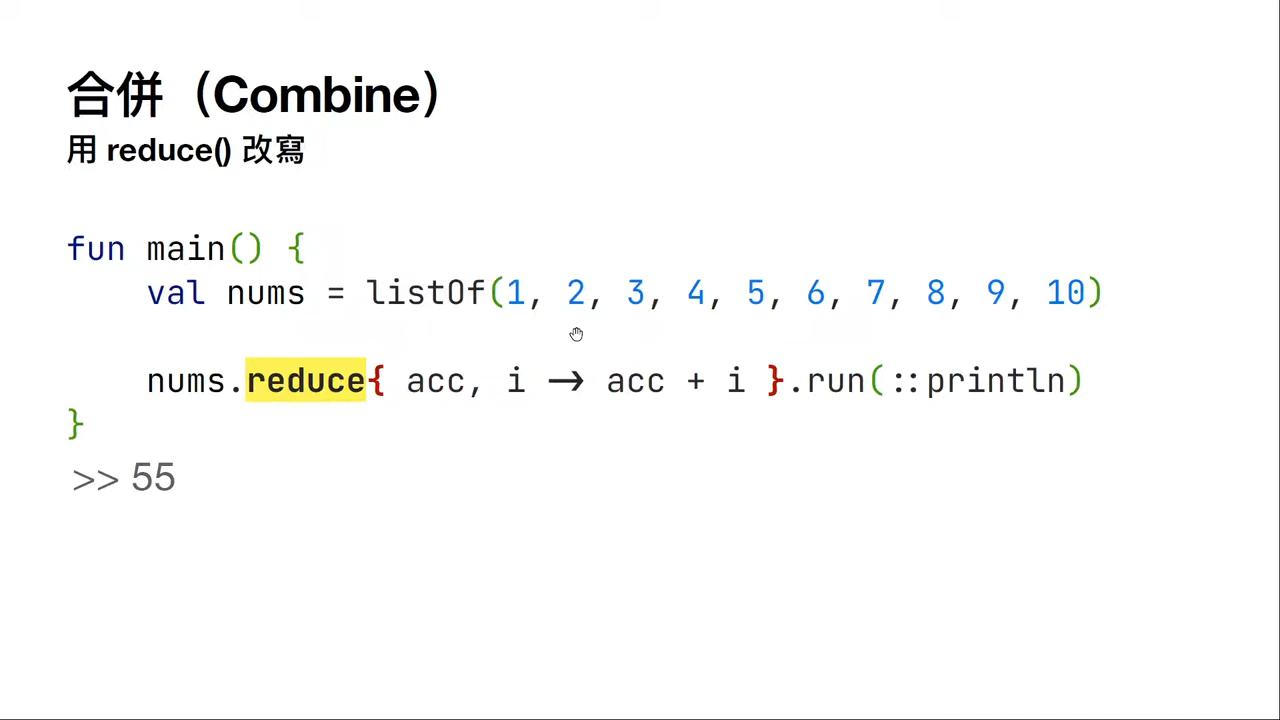 合併（Combine）
用 reduce() 改寫
fun main() {
    val nums = listOf(1, 2, 3, 4, 5, 6, 7, 8, 9, 10)
    nums.reduce{ acc, i → acc + i }.run(::println)
}
>> 55